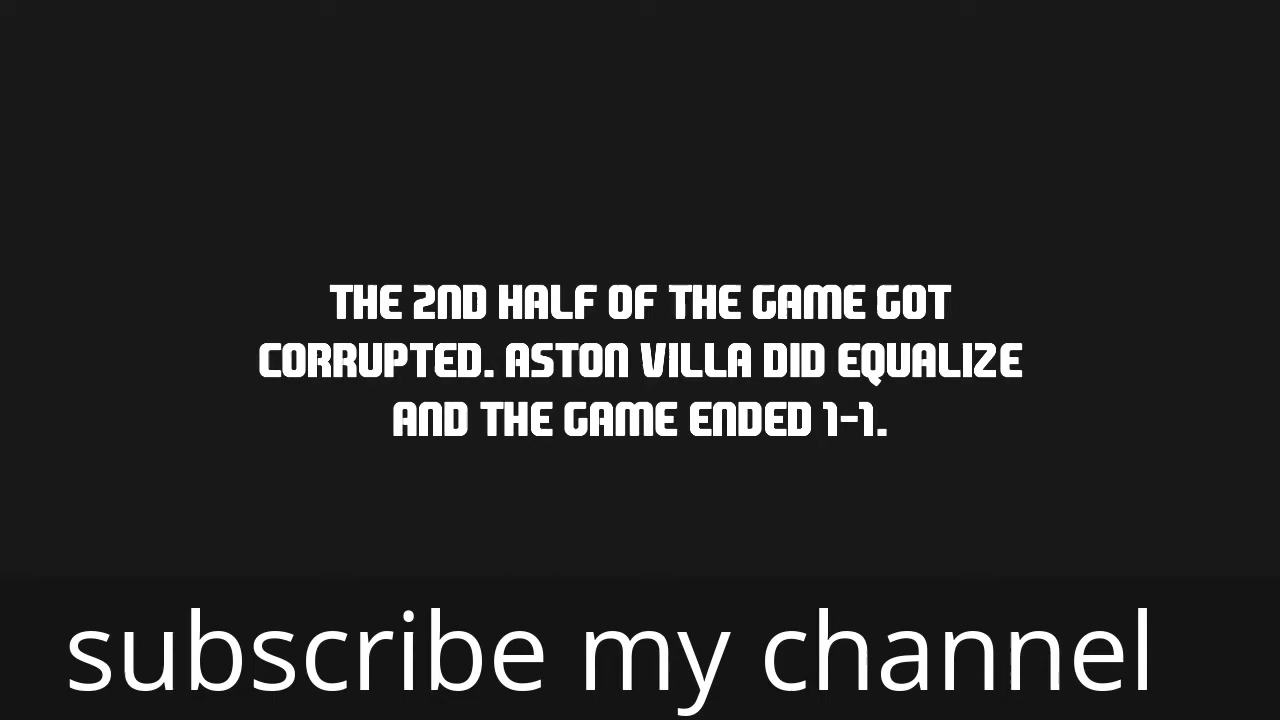 THE 2ND HALF OF THE GAME GOT
CORRUPTED. ASTON VILLA DID EQUALIZE
AND THE GAME ENDED 1-1.
subscribe my channel